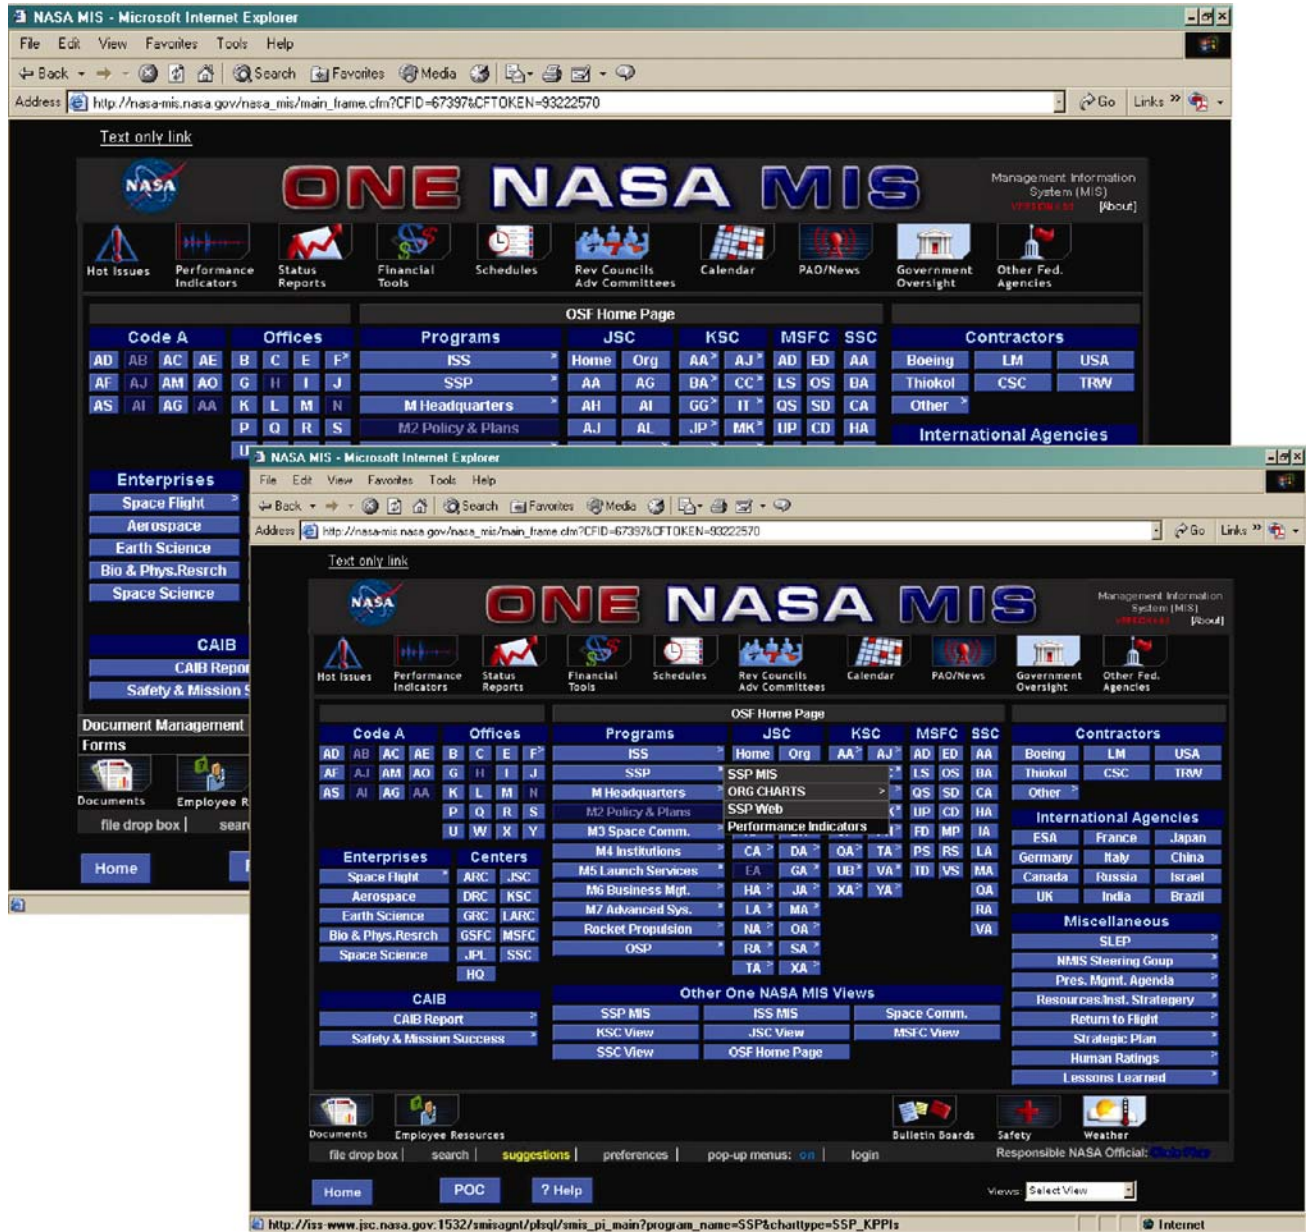 NASA MIS - Microsoft Internet Explorer
File Edit View Favorites Tools Help
Back Search Favorites Media
Address http://nasa-mis.nasa.gov/nasa_mis/main_frame.cfm?CFID=67397&CFTOKEN=93222570 Go Links »
Text only link
NASA ONE NASA MIS Management Information System (MIS) [About]
Hot Issues Performance Indicators Status Reports Financial Tools Schedules Rev Councils Adv Committees Calendar PAO/News Government Oversight Other Fed. Agencies
OSF Home Page
Code A Offices Programs JSC KSC MSFC SSC Contractors
AD AB AC AE B C E F ISS Home Org AA AJ AD ED AA Boeing LM USA
AF AJ AM AO G H I J SSP AA AG BA CC LS OS BA Thiokol CSC TRW
AS AI AG AA K L M N M Headquarters AH AI GG IT QS SD CA Other
P Q R S M2 Policy & Plans AJ AL JP MK UP CD HA International Agencies
Enterprises
Space Flight
Aerospace
Earth Science
Bio & Phys.Resrch
Space Science
CAIB
CAIB Repor
Safety & Mission S
Document Management
Forms
Documents Employee R
file drop box | sear
Home
NASA MIS - Microsoft Internet Explorer
File Edit View Favorites Tools Help
Back Search Favorites Media
Address http://nasa-mis.nasa.gov/nasa_mis/main_frame.cfm?CFID=67397&CFTOKEN=93222570 Go Links »
Text only link
NASA ONE NASA MIS Management Information System (MIS) [About]
Hot Issues Performance Indicators Status Reports Financial Tools Schedules Rev Councils Adv Committees Calendar PAO/News Government Oversight Other Fed. Agencies
OSF Home Page
Code A Offices Programs JSC KSC MSFC SSC Contractors
AD AB AC AE B C E F ISS Home Org AA AJ AD ED AA Boeing LM USA
AF AJ AM AO G H I J SSP SSP MIS LS OS BA Thiokol CSC TRW
AS AI AG AA K L M N M Headquarters ORG CHARTS > QS SD CA Other
P Q R S M2 Policy & Plans SSP Web UP CD HA International Agencies
U W X Y M3 Space Comm. Performance Indicators FD MP IA ESA France Japan
Enterprises Centers M4 Institutions CA DA QA TA PS RS LA Germany Italy China
Space Flight ARC JSC M5 Launch Services EA GA UB VA TD VS MA Canada Russia Israel
Aerospace DRC KSC M6 Business Mgt. HA JA XA YA QA UK India Brazil
Earth Science GRC LARC M7 Advanced Sys. LA MA RA Miscellaneous
Bio & Phys.Resrch GSFC MSFC Rocket Propulsion NA OA VA SLEP
Space Science JPL SSC OSP RA SA NMIS Steering Goup
HQ TA XA Pres. Mgmt. Agenda
CAIB Other One NASA MIS Views Resources/Inst. Strategery
CAIB Report SSP MIS ISS MIS Space Comm. Return to Flight
Safety & Mission Success KSC View JSC View MSFC View Strategic Plan
SSC View OSF Home Page Human Ratings
Lessons Learned
Documents Employee Resources Bulletin Boards Safety Weather
file drop box | search | suggestions | preferences | pop-up menus: on | login Responsible NASA Official:
Home POC ? Help Views: Select View
http://iss-www.jsc.nasa.gov:1532/smisagnt/plsql/smis_pi_main?program_name=SSP&charttype=SSP_KPPIs Internet